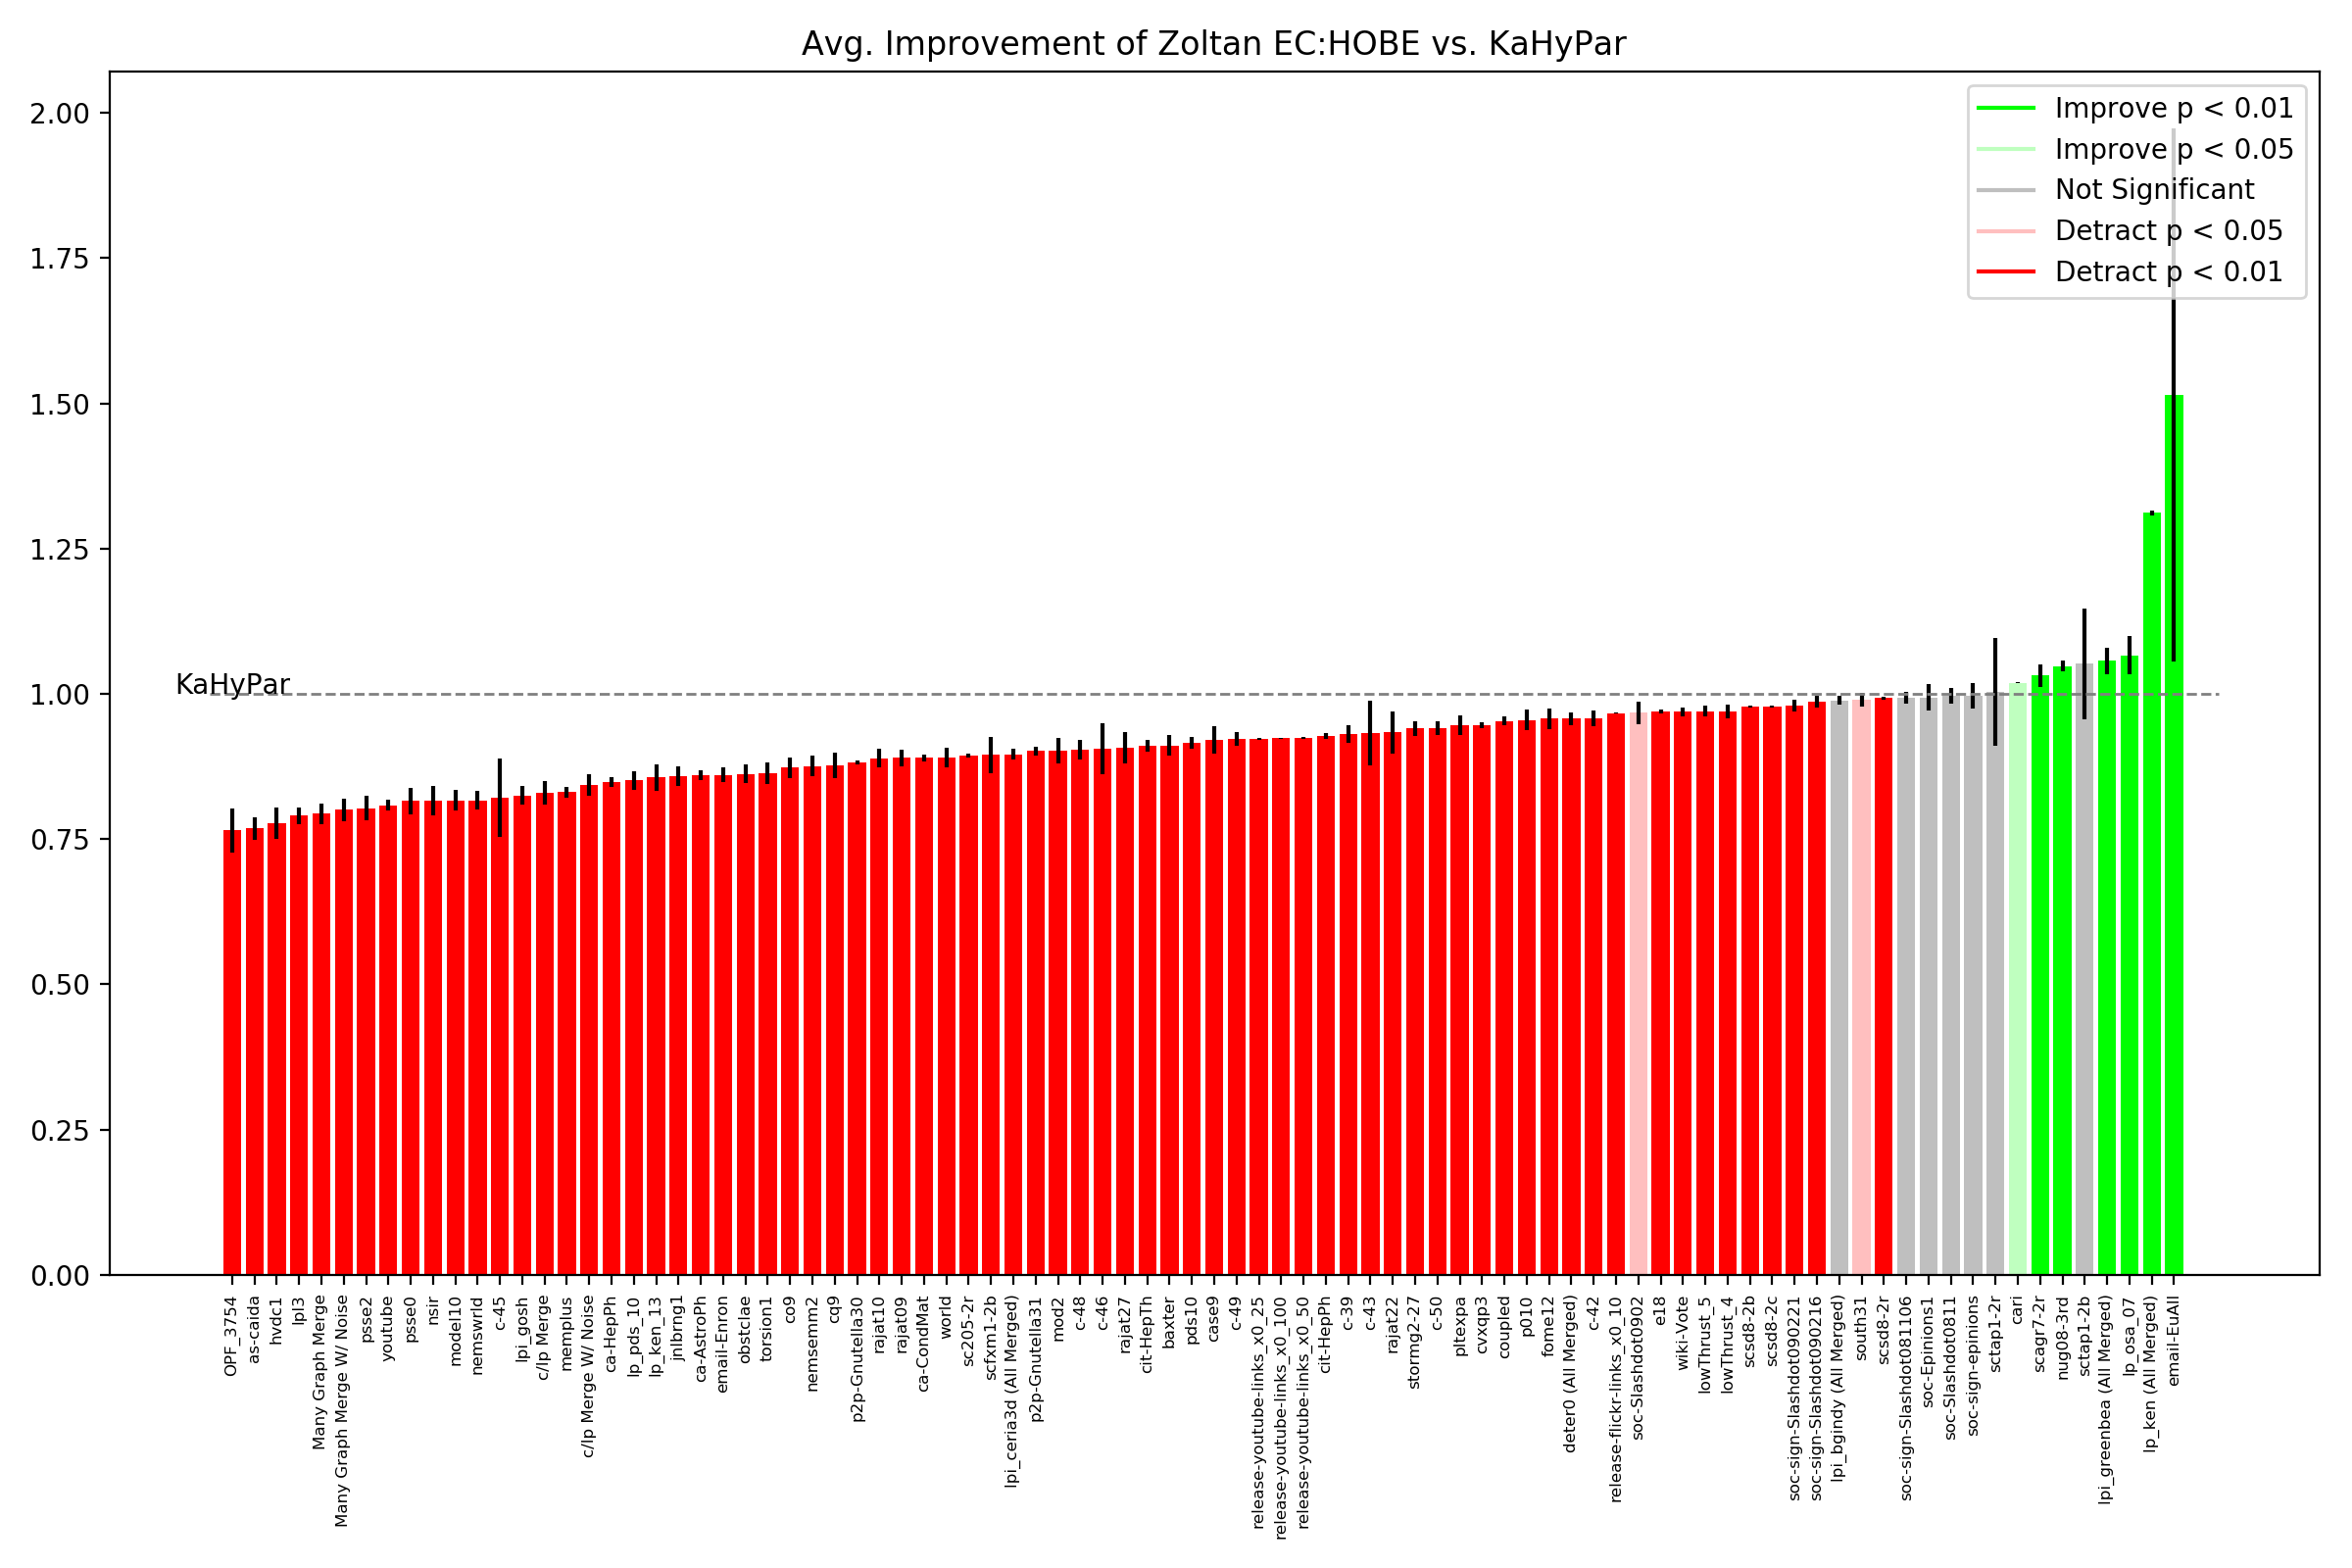 Avg. Improvement of Zoltan EC:HOBE vs. KaHyPar
2.00
1.75
1.50
1.25
1.00
0.75
0.50
0.25
0.00
Improve p < 0.01
Improve p < 0.05
Not Significant
Detract p < 0.05
Detract p < 0.01
KaHyPar
OPF_3754
as-caida
hvdc1
lpl3
Many Graph Merge
Many Graph Merge W/ Noise
psse2
youtube
psse0
nsir
model10
nemswrld
c-45
lpi_gosh
c/lp Merge
memplus
c/lp Merge W/ Noise
ca-HepPh
lp_pds_10
lp_ken_13
jnlbrng1
ca-AstroPh
email-Enron
obstclae
torsion1
co9
nemsemm2
cq9
p2p-Gnutella30
rajat10
rajat09
ca-CondMat
world
sc205-2r
scfxm1-2b
lpi_ceria3d (All Merged)
p2p-Gnutella31
mod2
c-48
c-46
rajat27
cit-HepTh
baxter
pds10
case9
c-49
release-youtube-links_x0_25
release-youtube-links_x0_100
release-youtube-links_x0_50
cit-HepPh
c-39
c-43
rajat22
stormg2-27
c-50
pltexpa
cvxqp3
coupled
p010
fome12
deter0 (All Merged)
c-42
release-flickr-links_x0_10
soc-Slashdot0902
e18
wiki-Vote
lowThrust_5
lowThrust_4
scsd8-2b
scsd8-2c
soc-sign-Slashdot090221
soc-sign-Slashdot090216
lpi_bgindy (All Merged)
south31
scsd8-2r
soc-sign-Slashdot081106
soc-Epinions1
soc-Slashdot0811
soc-sign-epinions
sctap1-2r
cari
scagr7-2r
nug08-3rd
sctap1-2b
lpi_greenbea (All Merged)
lp_osa_07
lp_ken (All Merged)
email-EuAll